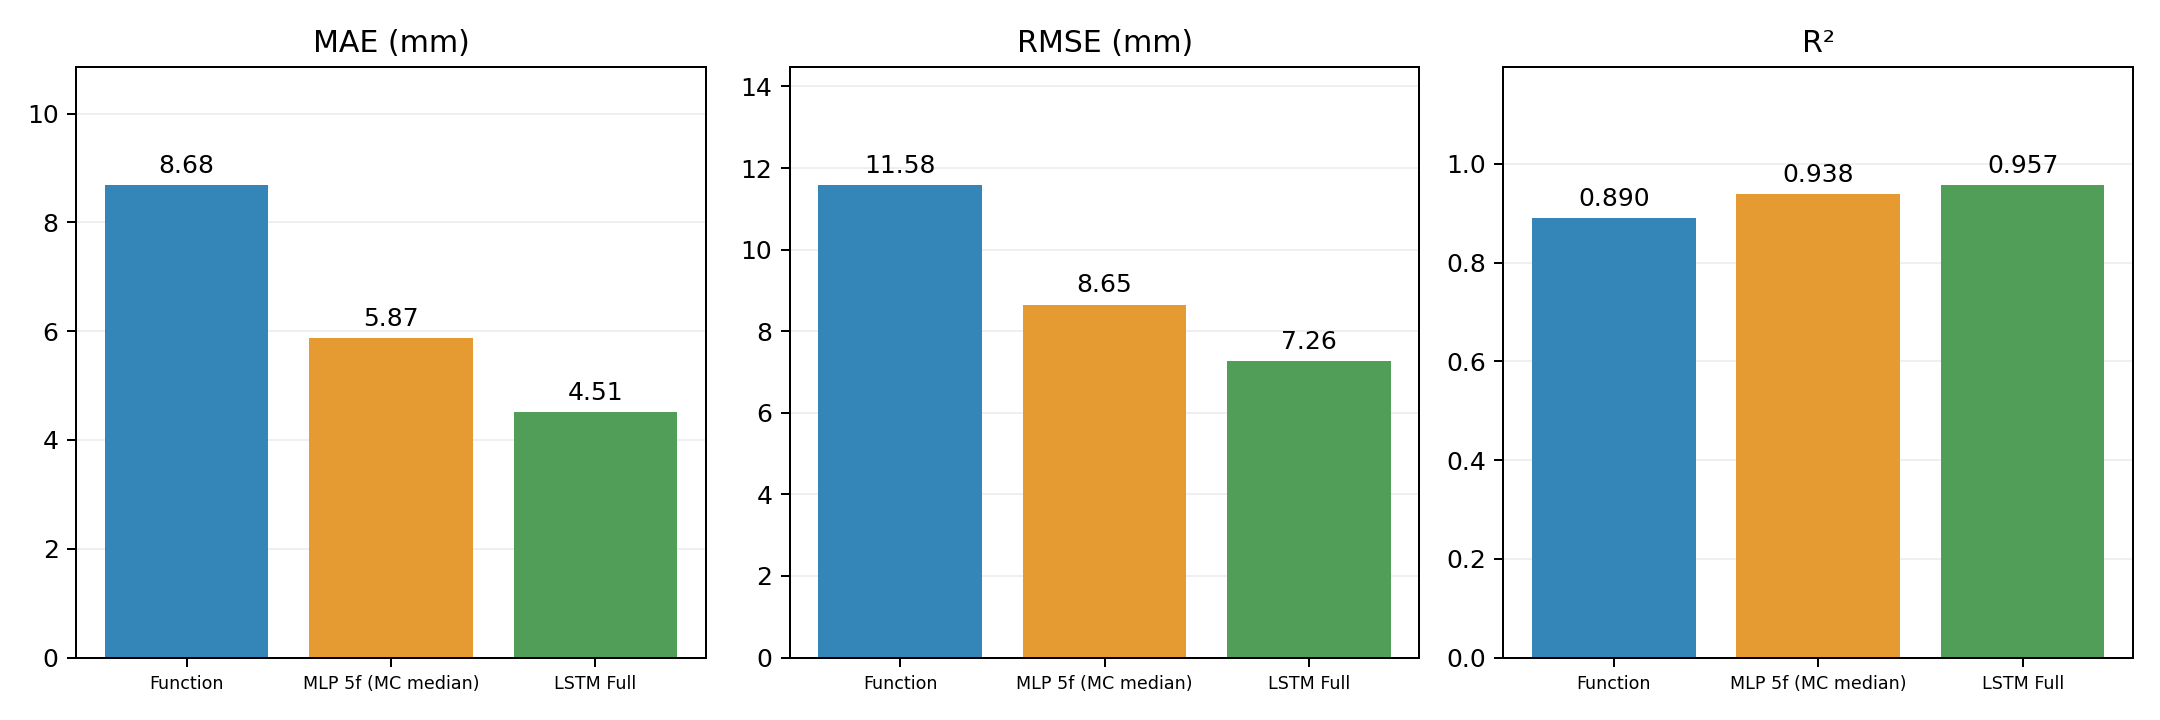 MAE (mm)
10
8
6
4
2
0
8.68
5.87
4.51
Function
MLP 5f (MC median)
LSTM Full
RMSE (mm)
14
12
10
8
6
4
2
0
11.58
8.65
7.26
Function
MLP 5f (MC median)
LSTM Full
R²
1.0
0.8
0.6
0.4
0.2
0.0
0.890
0.938
0.957
Function
MLP 5f (MC median)
LSTM Full